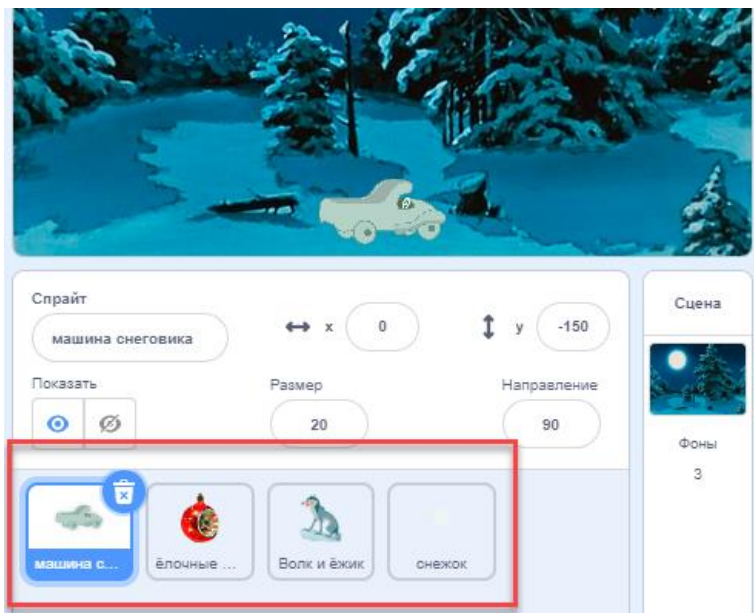 Спрайт
машина снеговика
x 0
y -150
Сцена
Показать
Размер
Направление
20
90
Фоны
3
машина с...
ёлочные ...
Волк и ёжик
снежок